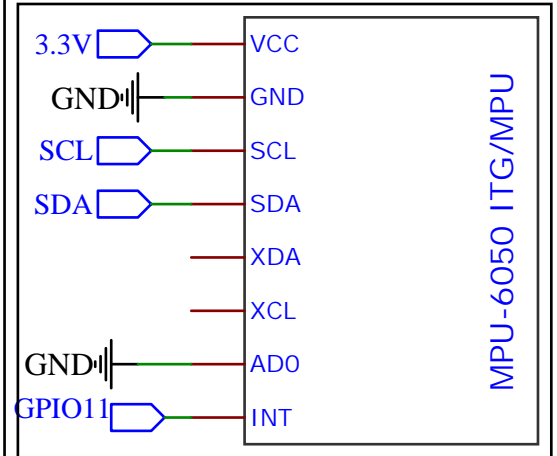 3.3V VCC
GND GND
SCL SCL
SDA SDA
XDA
XCL
GND AD0
GPIO11 INT
MPU-6050 ITG/MPU